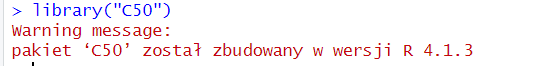 > library("C50")
Warning message:
pakiet ‘C50’ został zbudowany w wersji R 4.1.3